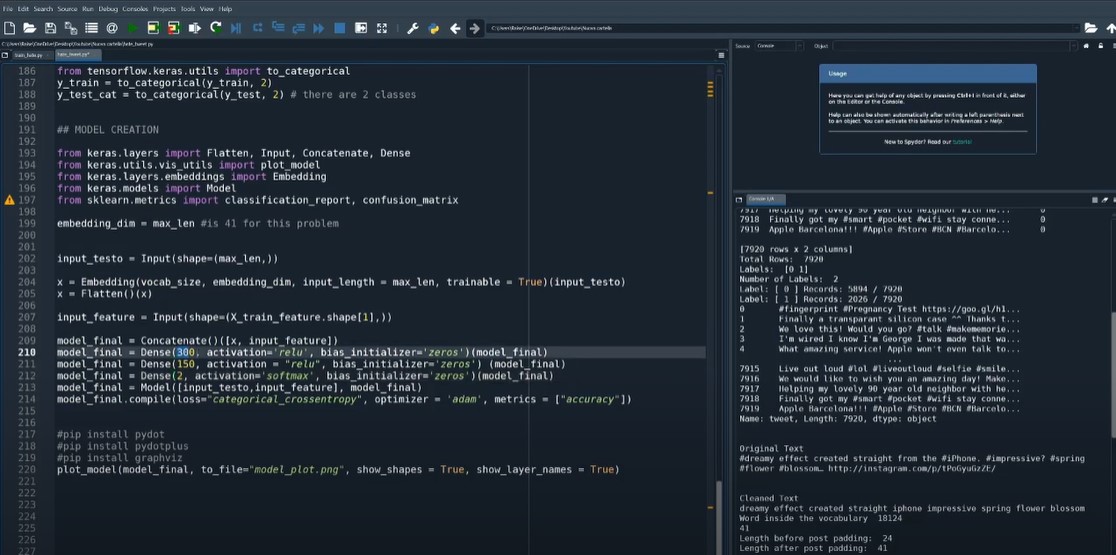 File Edit Search Source Run Debug Consoles Projects Tools View Help
C:\Users\Boker\OneDrive\Desktop\Youtube\Nuova cartella
train_hate.py hate_tweet.py*
186 from tensorflow.keras.utils import to_categorical
187 y_train = to_categorical(y_train, 2)
188 y_test_cat = to_categorical(y_test, 2) # there are 2 classes
189
190
191 ## MODEL CREATION
192
193 from keras.layers import Flatten, Input, Concatenate, Dense
194 from keras.utils.vis_utils import plot_model
195 from keras.layers.embeddings import Embedding
196 from keras.models import Model
197 from sklearn.metrics import classification_report, confusion_matrix
198
199 embedding_dim = max_len #is 41 for this problem
200
201
202 input_testo = Input(shape=(max_len,))
203
204 x = Embedding(vocab_size, embedding_dim, input_length = max_len, trainable = True)(input_testo)
205 x = Flatten()(x)
206
207 input_feature = Input(shape=(X_train_feature.shape[1],))
208
209 model_final = Concatenate()([x, input_feature])
210 model_final = Dense(300, activation='relu', bias_initializer='zeros')(model_final)
211 model_final = Dense(150, activation = "relu", bias_initializer='zeros') (model_final)
212 model_final = Dense(2, activation='softmax', bias_initializer='zeros')(model_final)
213 model_final = Model([input_testo,input_feature], model_final)
214 model_final.compile(loss="categorical_crossentropy", optimizer = 'adam', metrics = ["accuracy"])
215
216
217 #pip install pydot
218 #pip install pydotplus
219 #pip install graphviz
220 plot_model(model_final, to_file="model_plot.png", show_shapes = True, show_layer_names = True)
221
222
223
224
225
226
227
Source Console Object
Usage
Here you can get help of any object by pressing Ctrl+I in front of it, either
on the Editor or the Console.
Help can also be shown automatically after writing a left parenthesis next
to an object. You can activate this behavior in Preferences > Help.
New to Spyder? Read our tutorial
Console 1/A
7917 Helping my lovely 90 year old neighbor with he... 0
7918 Finally got my #smart #pocket #wifi stay conne... 0
7919 Apple Barcelona!!! #Apple #Store #BCN #Barcelo... 0
[7920 rows x 2 columns]
Total Rows: 7920
Labels: [0 1]
Number of Labels: 2
Label: [ 0 ] Records: 5894 / 7920
Label: [ 1 ] Records: 2026 / 7920
0 #fingerprint #Pregnancy Test https://goo.gl/h1...
1 Finally a transparant silicon case ^^ Thanks t...
2 We love this! Would you go? #talk #makememorie...
3 I'm wired I know I'm George I was made that wa...
4 What amazing service! Apple won't even talk to...
...
7915 Live out loud #lol #liveoutloud #selfie #smile...
7916 We would like to wish you an amazing day! Make...
7917 Helping my lovely 90 year old neighbor with he...
7918 Finally got my #smart #pocket #wifi stay conne...
7919 Apple Barcelona!!! #Apple #Store #BCN #Barcelo...
Name: tweet, Length: 7920, dtype: object
Original Text
#dreamy effect created straight from the #iPhone. #impressive? #spring
#flower #blossom… http://instagram.com/p/tPoGyuGzZE/
Cleaned Text
dreamy effect created straight iphone impressive spring flower blossom
Word inside the vocabulary 18124
41
Length before post padding: 24
Length after post padding: 41